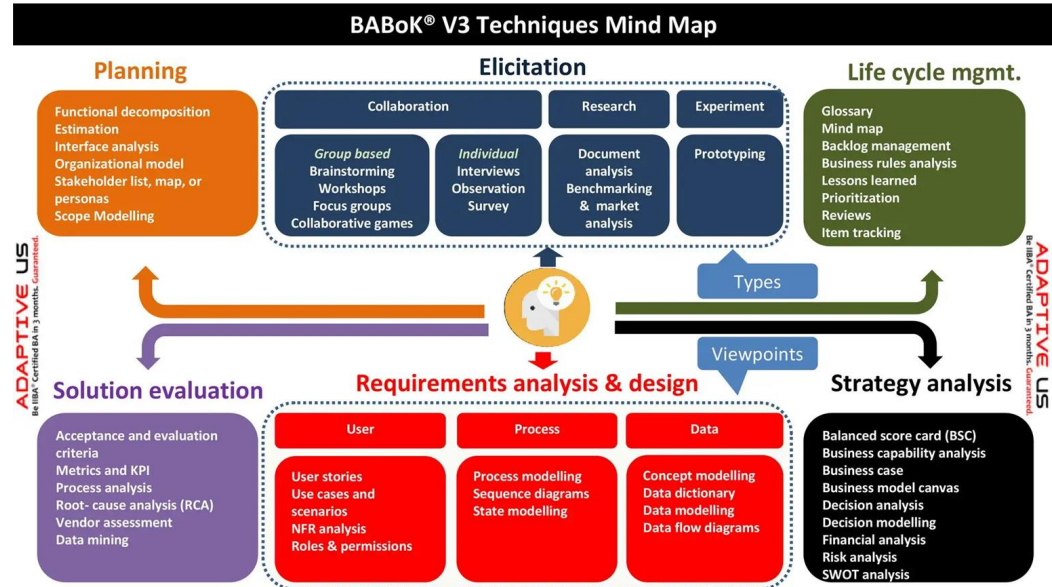 BABoK® V3 Techniques Mind Map
Planning
Functional decomposition
Estimation
Interface analysis
Organizational model
Stakeholder list, map, or
personas
Scope Modelling
Elicitation
Collaboration
Research
Experiment
Group based
Brainstorming
Workshops
Focus groups
Collaborative games
Individual
Interviews
Observation
Survey
Document
analysis
Benchmarking
& market
analysis
Prototyping
Life cycle mgmt.
Glossary
Mind map
Backlog management
Business rules analysis
Lessons learned
Prioritization
Reviews
Item tracking
ADAPTIVE US
Be IIBA® Certified BA in 3 months. Guaranteed.
Types
Viewpoints
ADAPTIVE US
Be IIBA® Certified BA in 3 months. Guaranteed.
Solution evaluation
Acceptance and evaluation
criteria
Metrics and KPI
Process analysis
Root- cause analysis (RCA)
Vendor assessment
Data mining
Requirements analysis & design
User
Process
Data
User stories
Use cases and
scenarios
NFR analysis
Roles & permissions
Process modelling
Sequence diagrams
State modelling
Concept modelling
Data dictionary
Data modelling
Data flow diagrams
Strategy analysis
Balanced score card (BSC)
Business capability analysis
Business case
Business model canvas
Decision analysis
Decision modelling
Financial analysis
Risk analysis
SWOT analysis